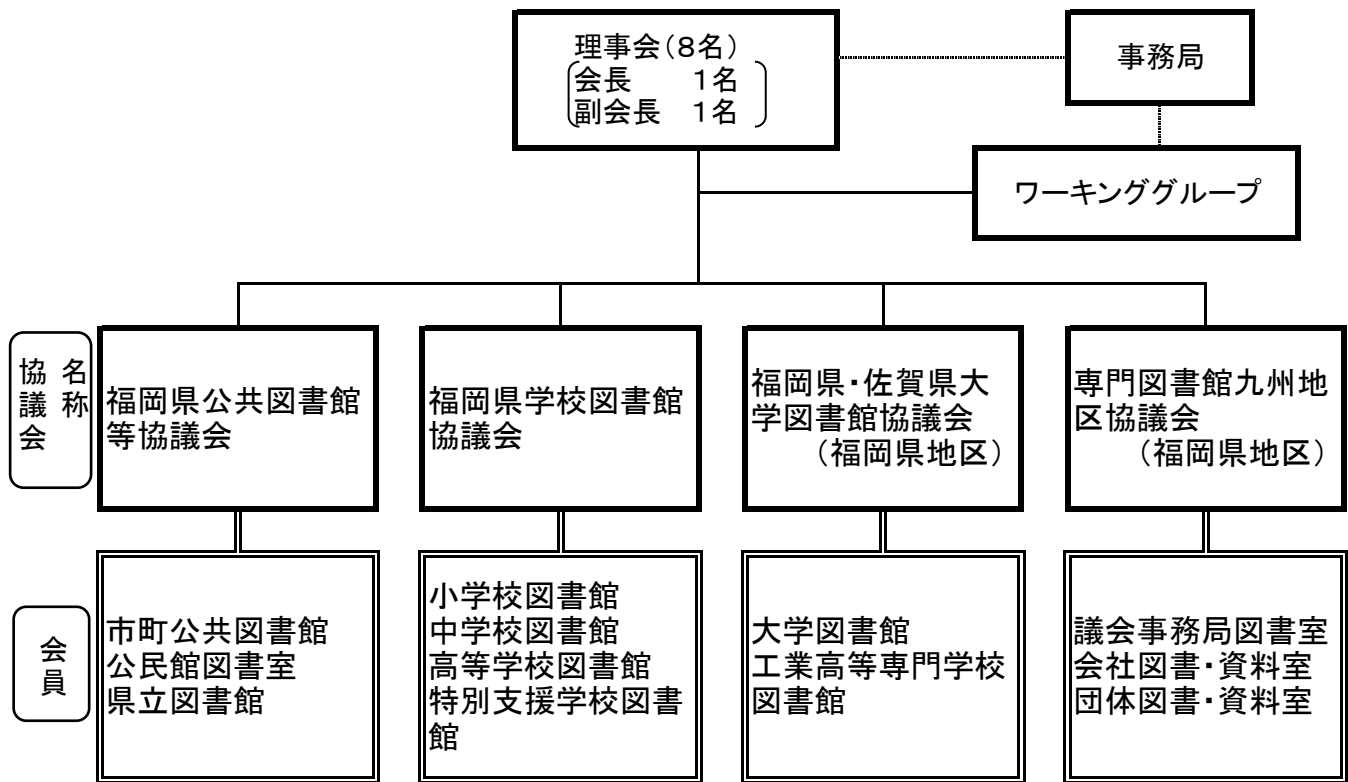 理事会(8名)
会長　　1名
副会長　1名
事務局
ワーキンググループ
協議会
名称
福岡県公共図書館
等協議会
福岡県学校図書館
協議会
福岡県・佐賀県大
学図書館協議会
(福岡県地区)
専門図書館九州地
区協議会
(福岡県地区)
会員
市町公共図書館
公民館図書室
県立図書館
小学校図書館
中学校図書館
高等学校図書館
特別支援学校図書
館
大学図書館
工業高等専門学校
図書館
議会事務局図書室
会社図書・資料室
団体図書・資料室